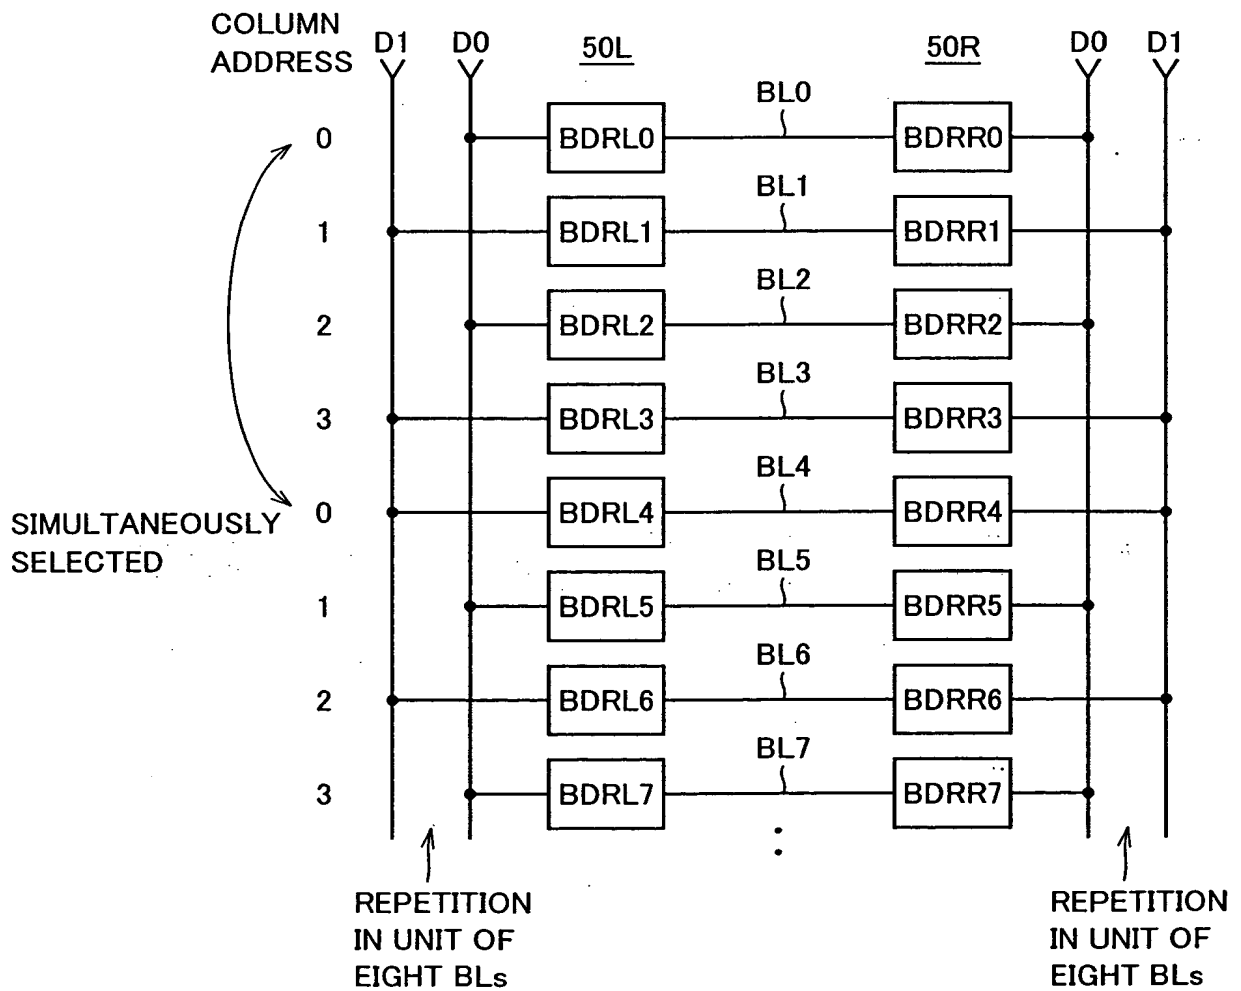 COLUMN
ADDRESS
D1
D0
50L
50R
D0
D1
BL0
0
BDRL0
BDRR0
BL1
1
BDRL1
BDRR1
BL2
2
BDRL2
BDRR2
BL3
3
BDRL3
BDRR3
BL4
0
BDRL4
BDRR4
SIMULTANEOUSLY
SELECTED
BL5
1
BDRL5
BDRR5
BL6
2
BDRL6
BDRR6
BL7
3
BDRL7
BDRR7
REPETITION
IN UNIT OF
EIGHT BLs
REPETITION
IN UNIT OF
EIGHT BLs